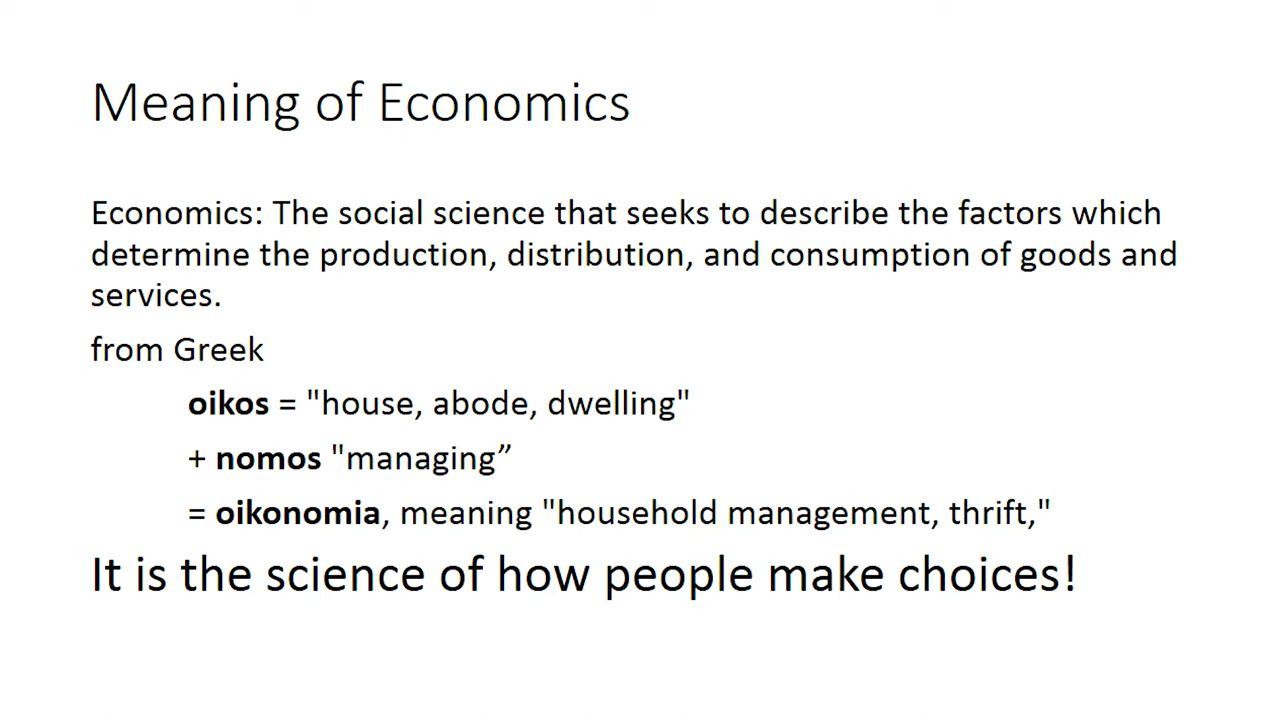 Meaning of Economics
Economics: The social science that seeks to describe the factors which
determine the production, distribution, and consumption of goods and
services.
from Greek
oikos = "house, abode, dwelling"
+ nomos "managing”
= oikonomia, meaning "household management, thrift,"
It is the science of how people make choices!